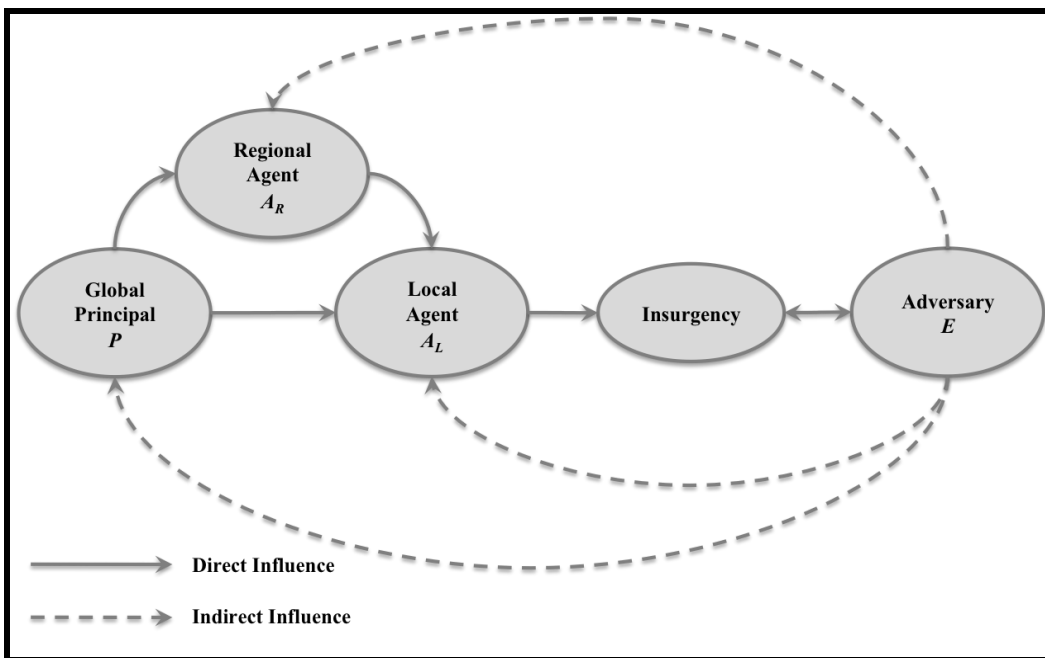 Regional
Agent
A_R
Global
Principal
P
Local
Agent
A_L
Insurgency
Adversary
E
Direct Influence
Indirect Influence